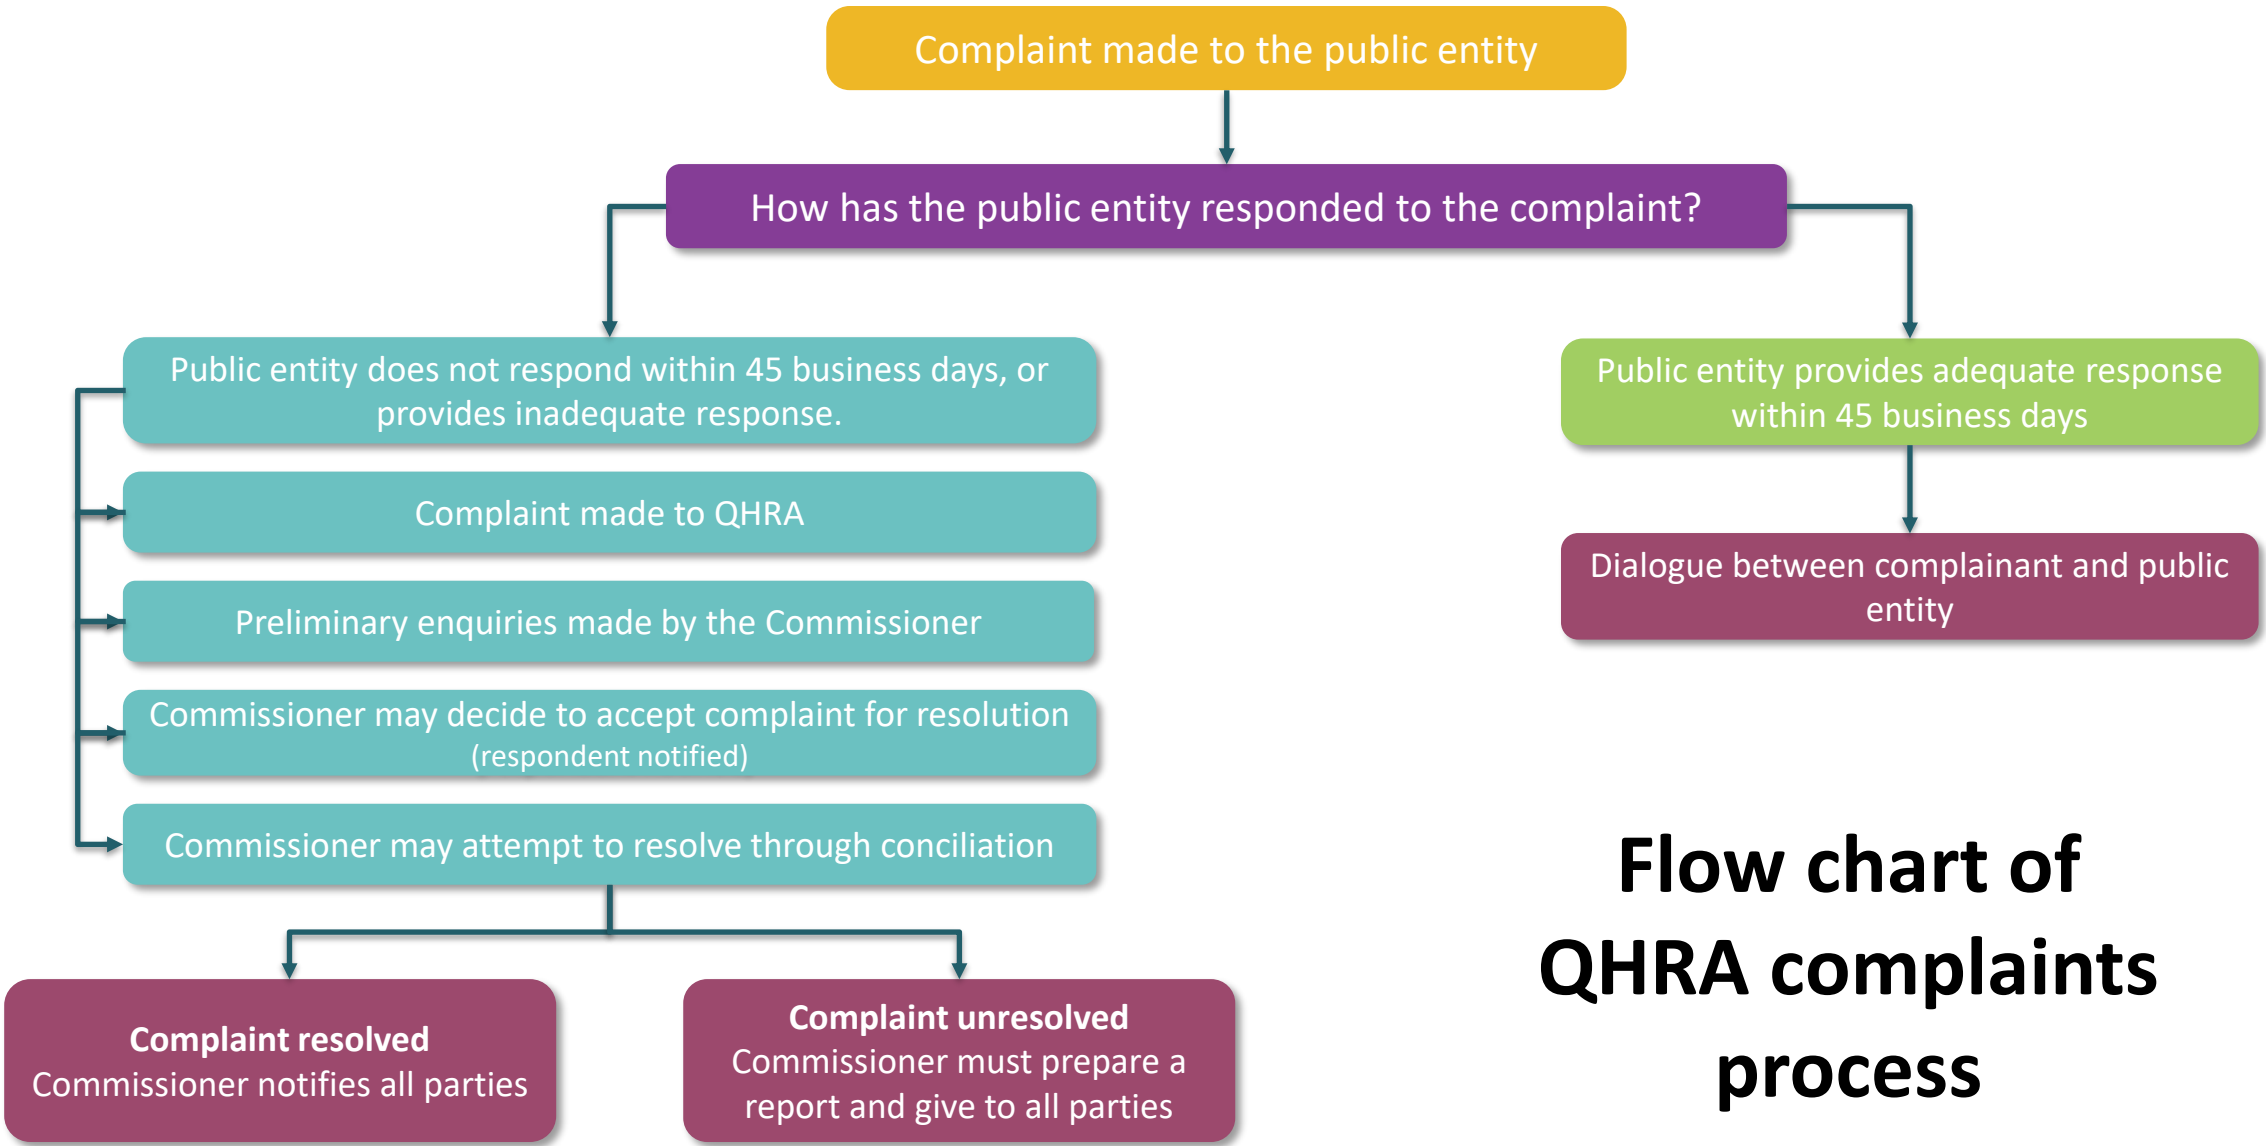 Complaint made to the public entity
How has the public entity responded to the complaint?
Public entity does not respond within 45 business days, or
provides inadequate response.
Complaint made to QHRA
Preliminary enquiries made by the Commissioner
Commissioner may decide to accept complaint for resolution
(respondent notified)
Commissioner may attempt to resolve through conciliation
Complaint resolved
Commissioner notifies all parties
Complaint unresolved
Commissioner must prepare a
report and give to all parties
Public entity provides adequate response
within 45 business days
Dialogue between complainant and public
entity
Flow chart of
QHRA complaints
process